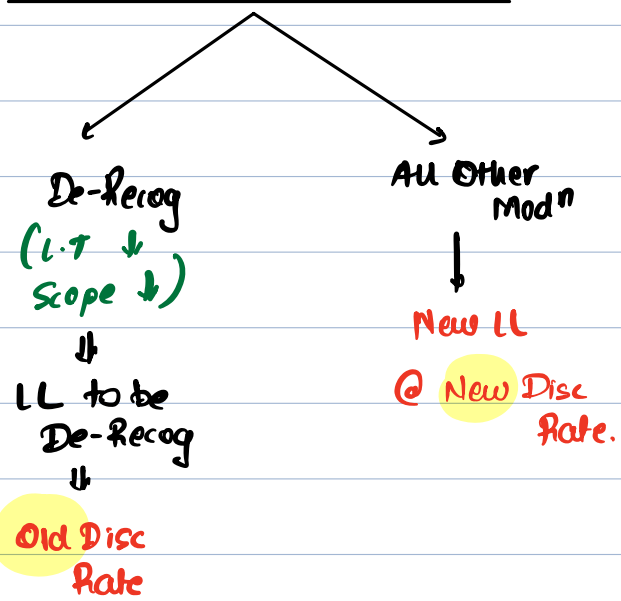 De-Recog
(L.T ↓
Scope ↓)
⇓
LL to be
De-Recog
⇓
Old Disc
Rate
All Other
Modⁿ
↓
New LL
@ New Disc
Rate.